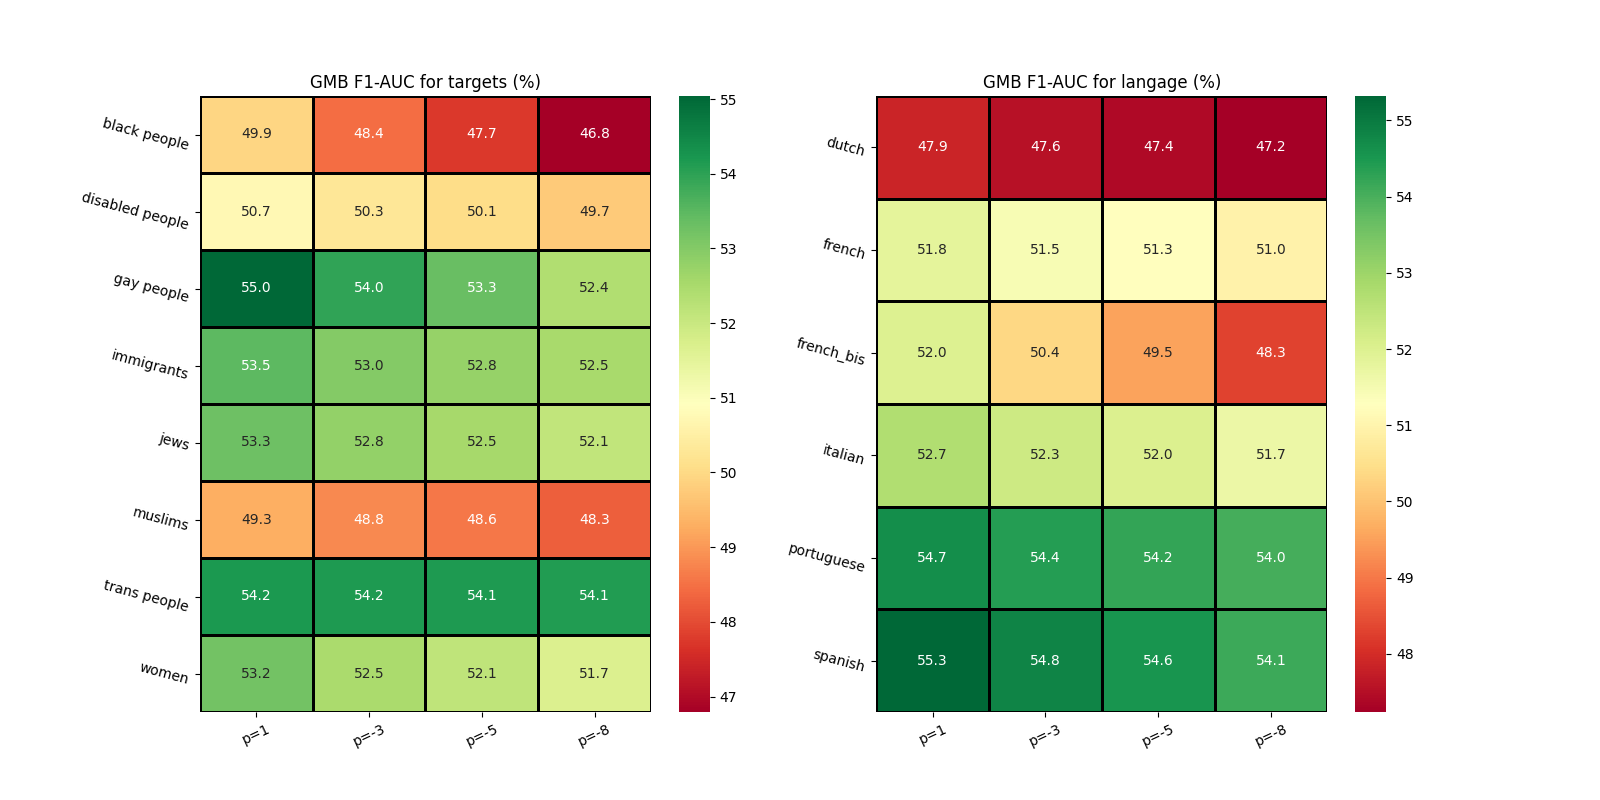 GMB F1-AUC for targets (%)
black people 49.9 48.4 47.7 46.8
disabled people 50.7 50.3 50.1 49.7
gay people 55.0 54.0 53.3 52.4
immigrants 53.5 53.0 52.8 52.5
jews 53.3 52.8 52.5 52.1
muslims 49.3 48.8 48.6 48.3
trans people 54.2 54.2 54.1 54.1
women 53.2 52.5 52.1 51.7
p=1 p=-3 p=-5 p=-8
55
54
53
52
51
50
49
48
47
GMB F1-AUC for langage (%)
dutch 47.9 47.6 47.4 47.2
french 51.8 51.5 51.3 51.0
french_bis 52.0 50.4 49.5 48.3
italian 52.7 52.3 52.0 51.7
portuguese 54.7 54.4 54.2 54.0
spanish 55.3 54.8 54.6 54.1
p=1 p=-3 p=-5 p=-8
55
54
53
52
51
50
49
48